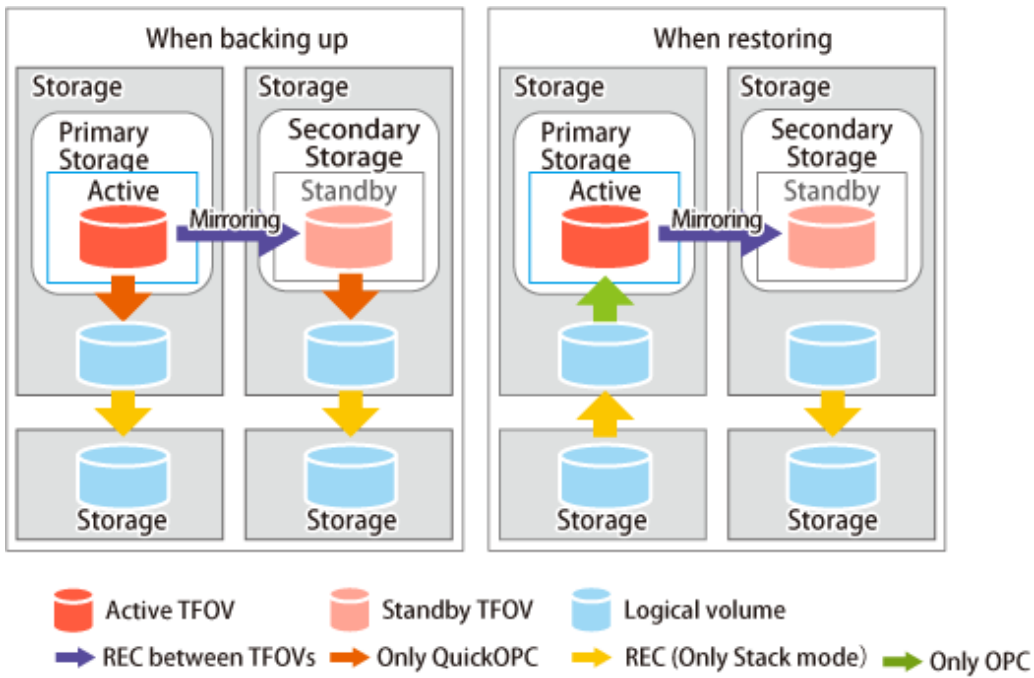 When backing up
Storage
Primary
Storage
Active
Mirroring
Storage
Secondary
Storage
Standby
Storage
Storage
When restoring
Storage
Primary
Storage
Active
Mirroring
Storage
Secondary
Storage
Standby
Storage
Storage
Active TFOV
Standby TFOV
Logical volume
REC between TFOVs
Only QuickOPC
REC (Only Stack mode)
Only OPC